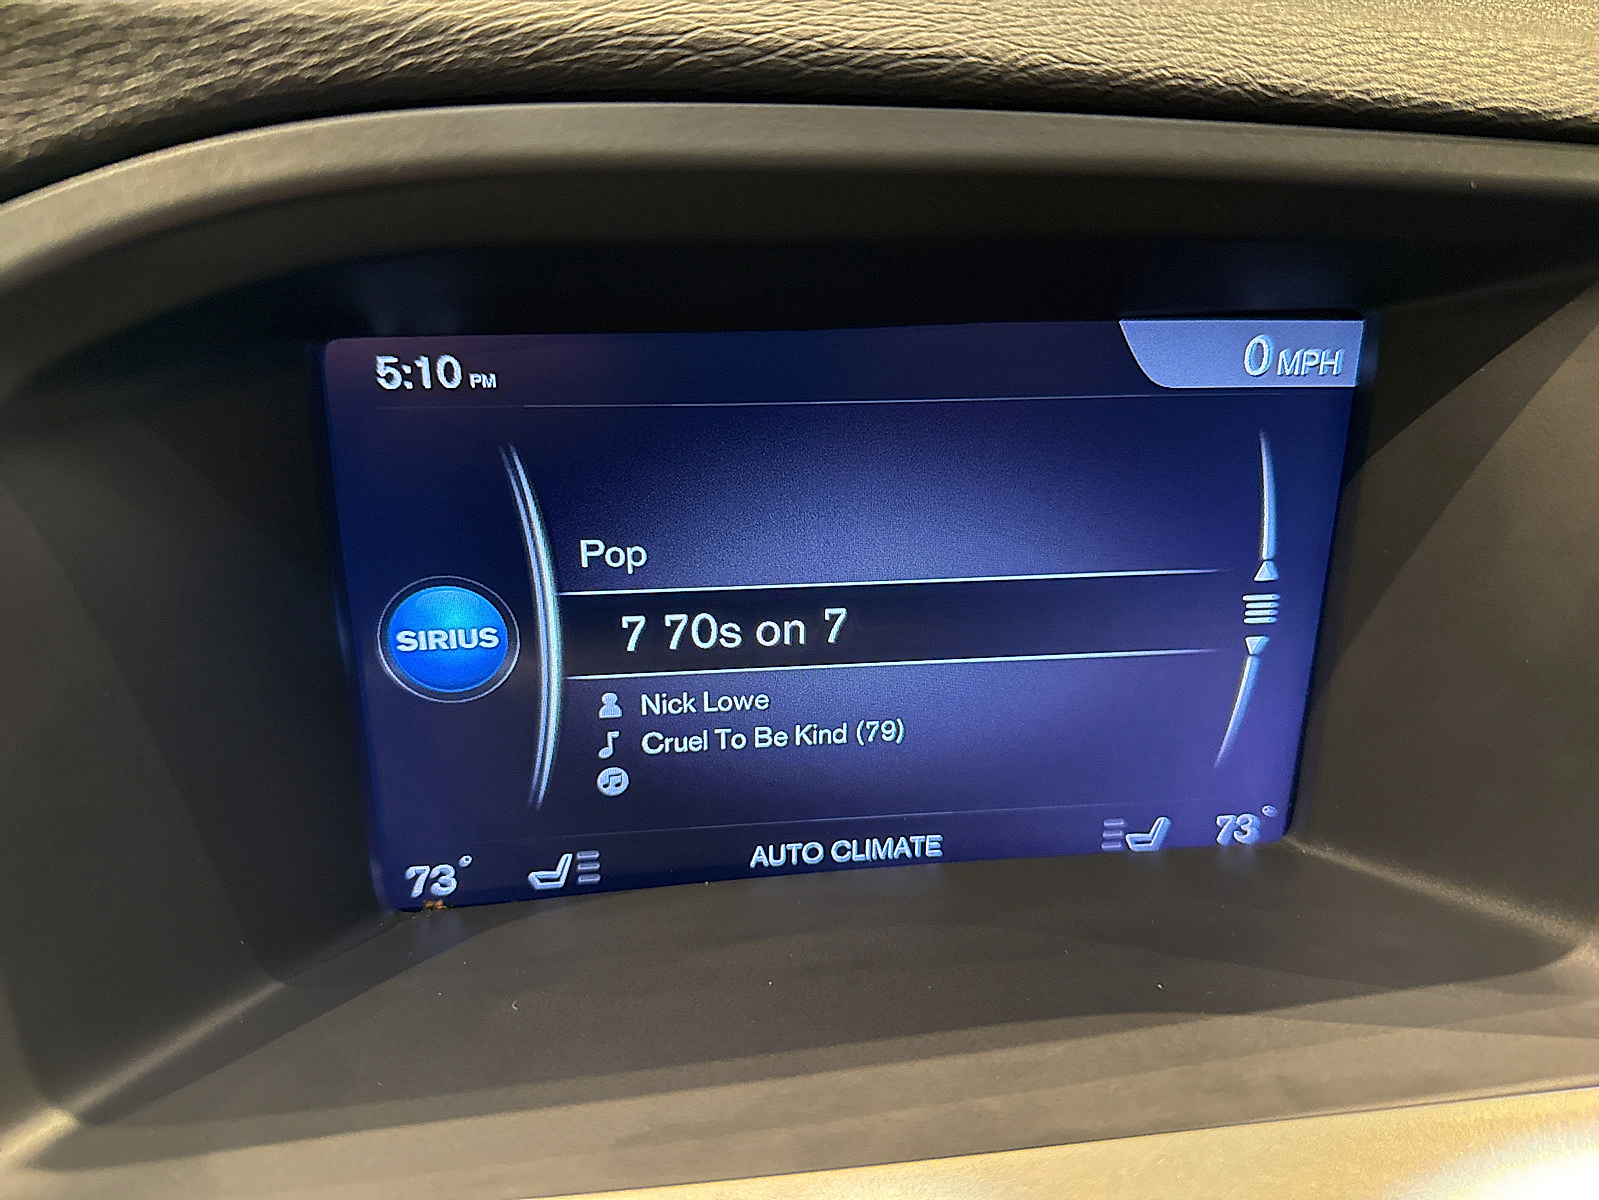 5:10 PM
0 MPH
Pop
SIRIUS
7 70s on 7
Nick Lowe
Cruel To Be Kind (79)
73°
AUTO CLIMATE
73°